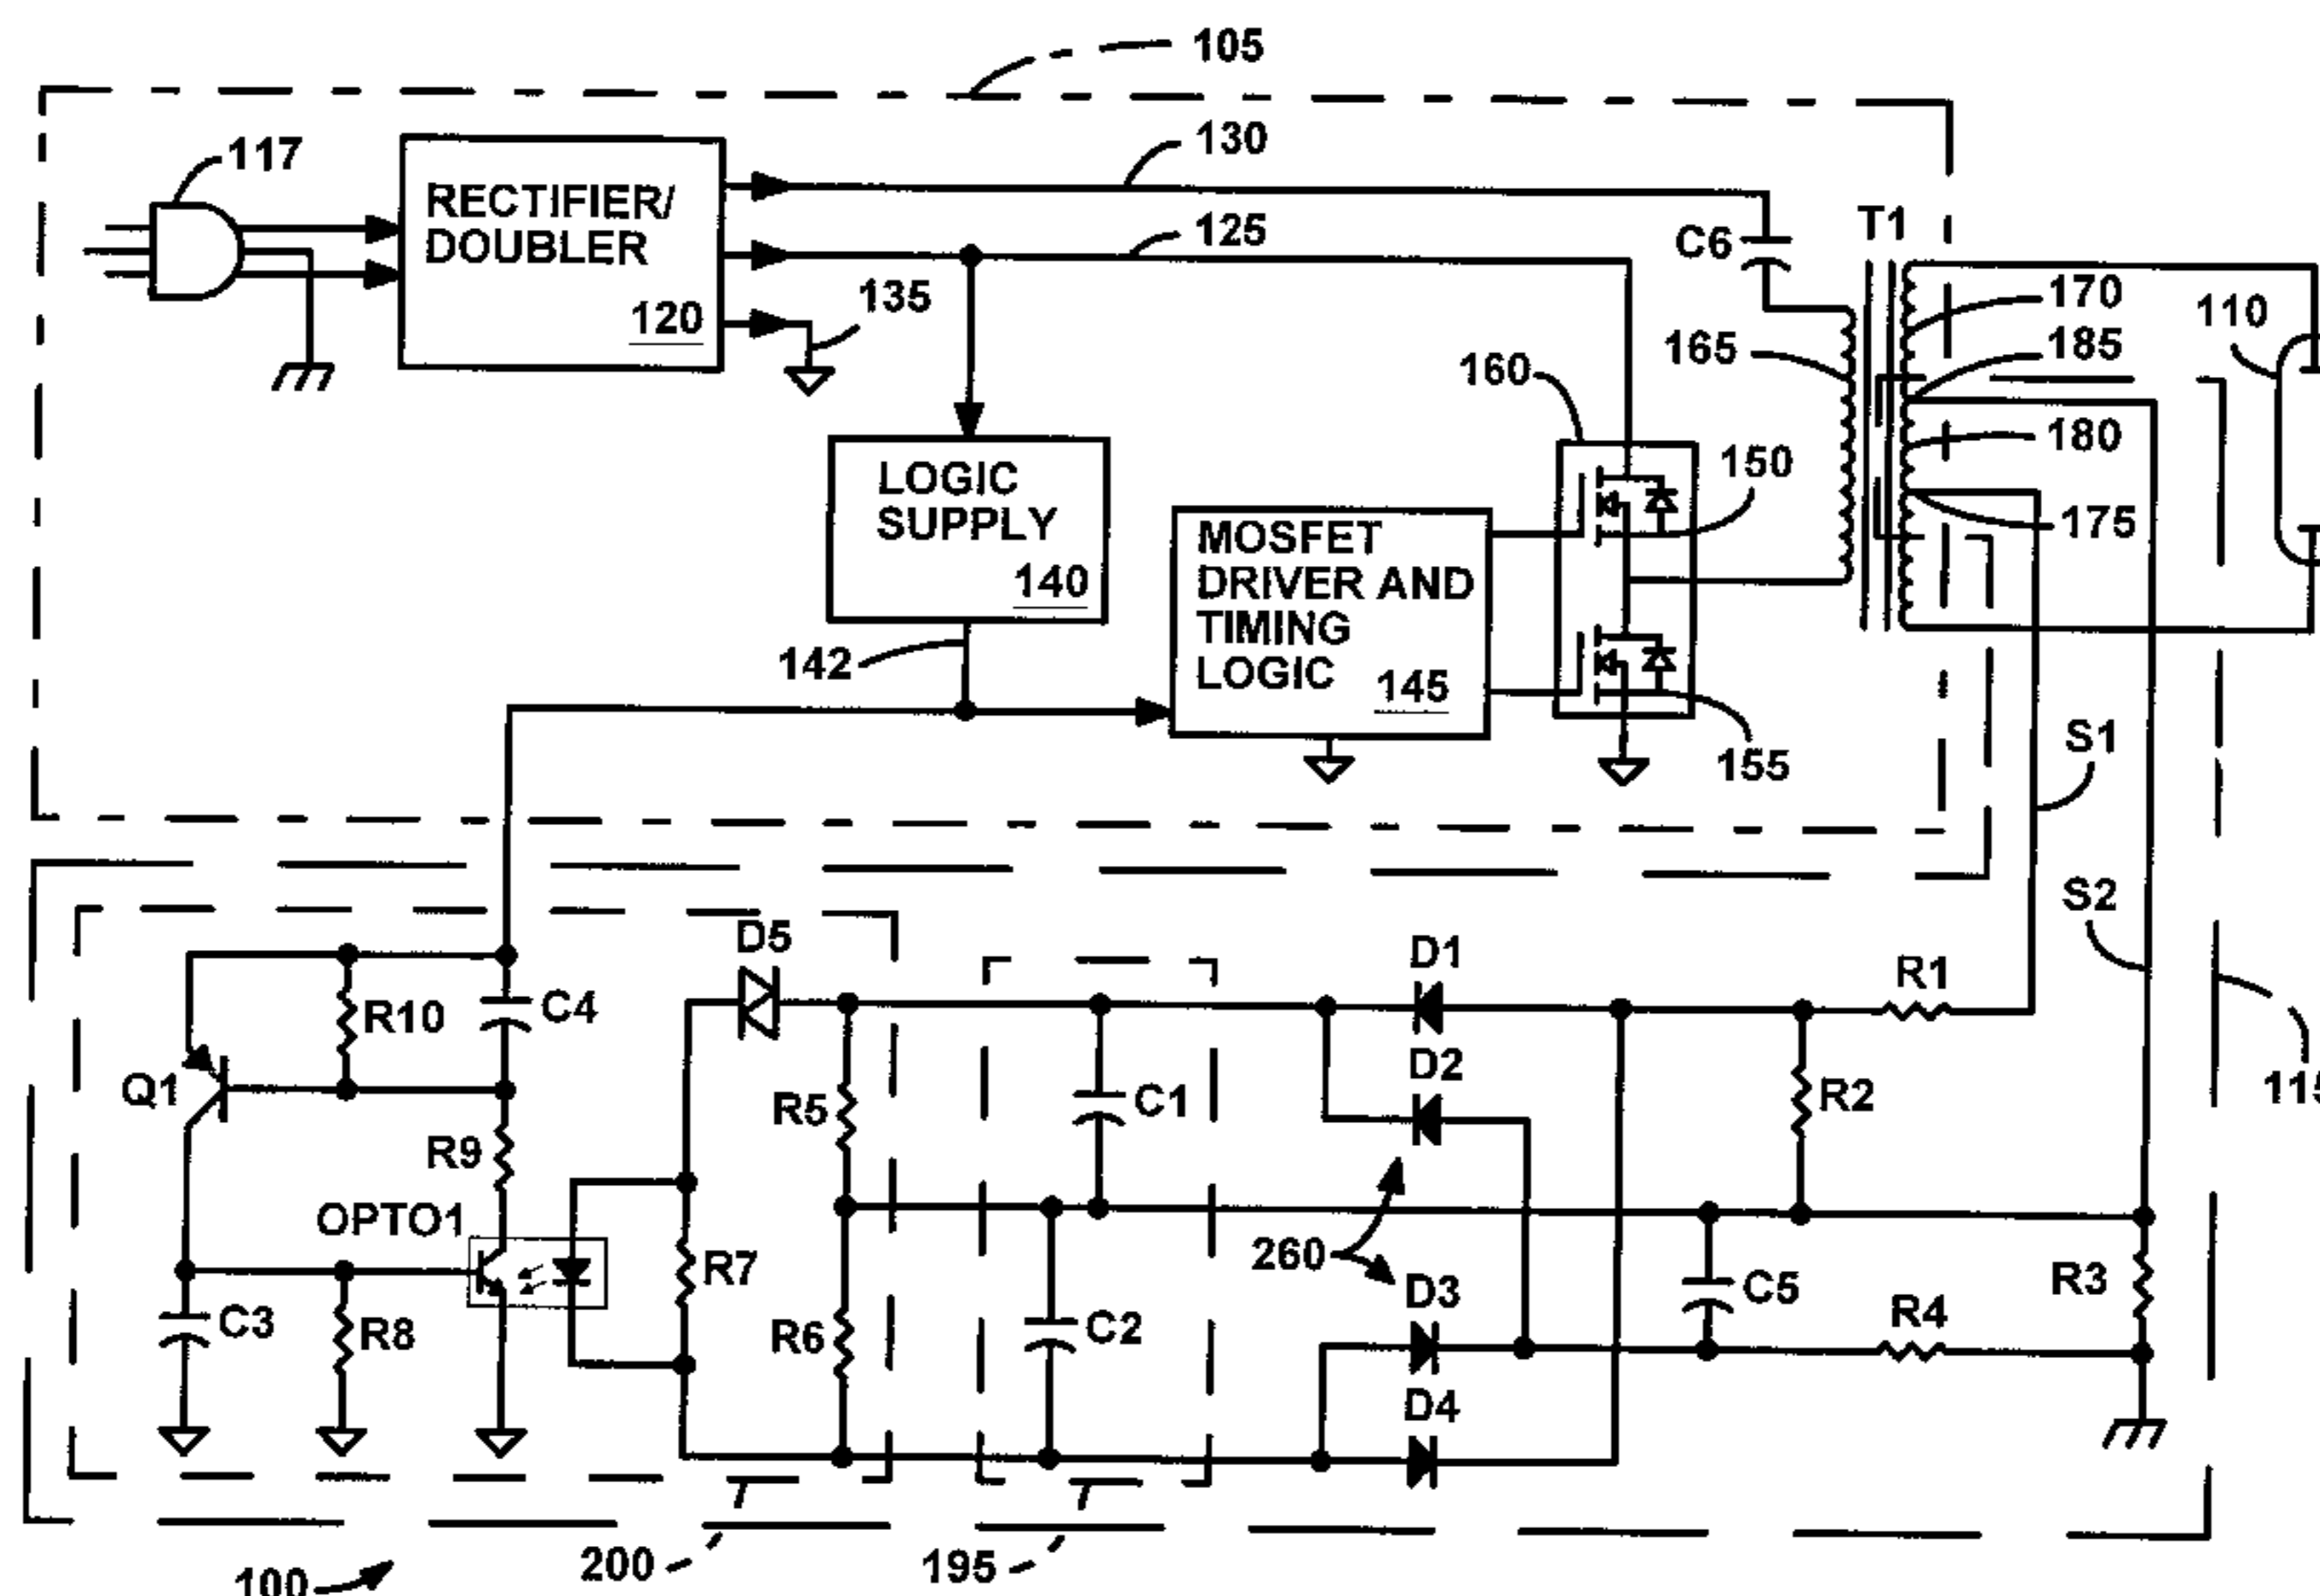 105
117
130
RECTIFIER/
DOUBLER
120
125
135
C6
T1
170
185
110
165
160
180
175
150
LOGIC
SUPPLY
140
142
MOSFET
DRIVER AND
TIMING
LOGIC
145
155
S1
S2
D5
D1
R1
R10
C4
Q1
D2
R5
C1
R2
115
R9
OPTO1
R7
260
C3
R8
R6
C2
D3
C5
R4
R3
D4
200
195
100